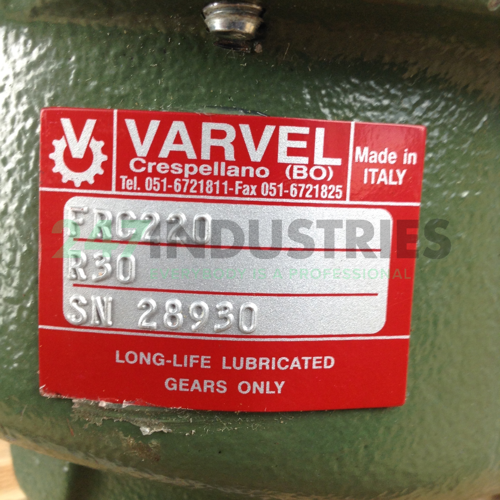 V
VARVEL
Crespellano (BO)
Tel. 051-6721811-Fax 051-6721825
Made in
ITALY
FRC220
R30
SN 28930
247INDUSTRIES
LONG-LIFE LUBRICATED
GEARS ONLY